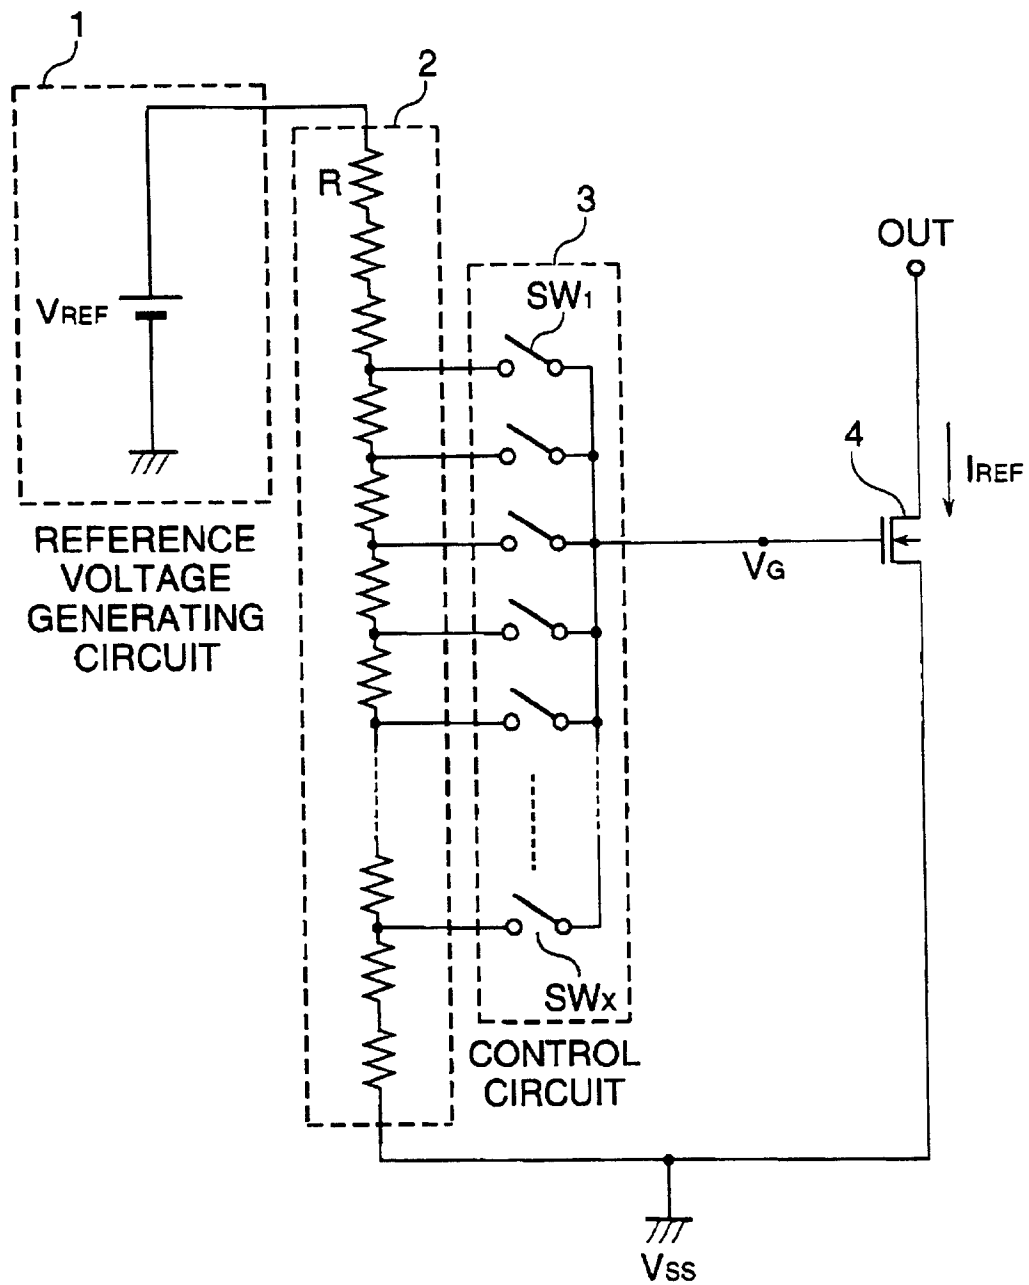 1
2
R
3
SW1
OUT
VREF
4
IREF
VG
REFERENCE
VOLTAGE
GENERATING
CIRCUIT
SWX
CONTROL
CIRCUIT
VSS